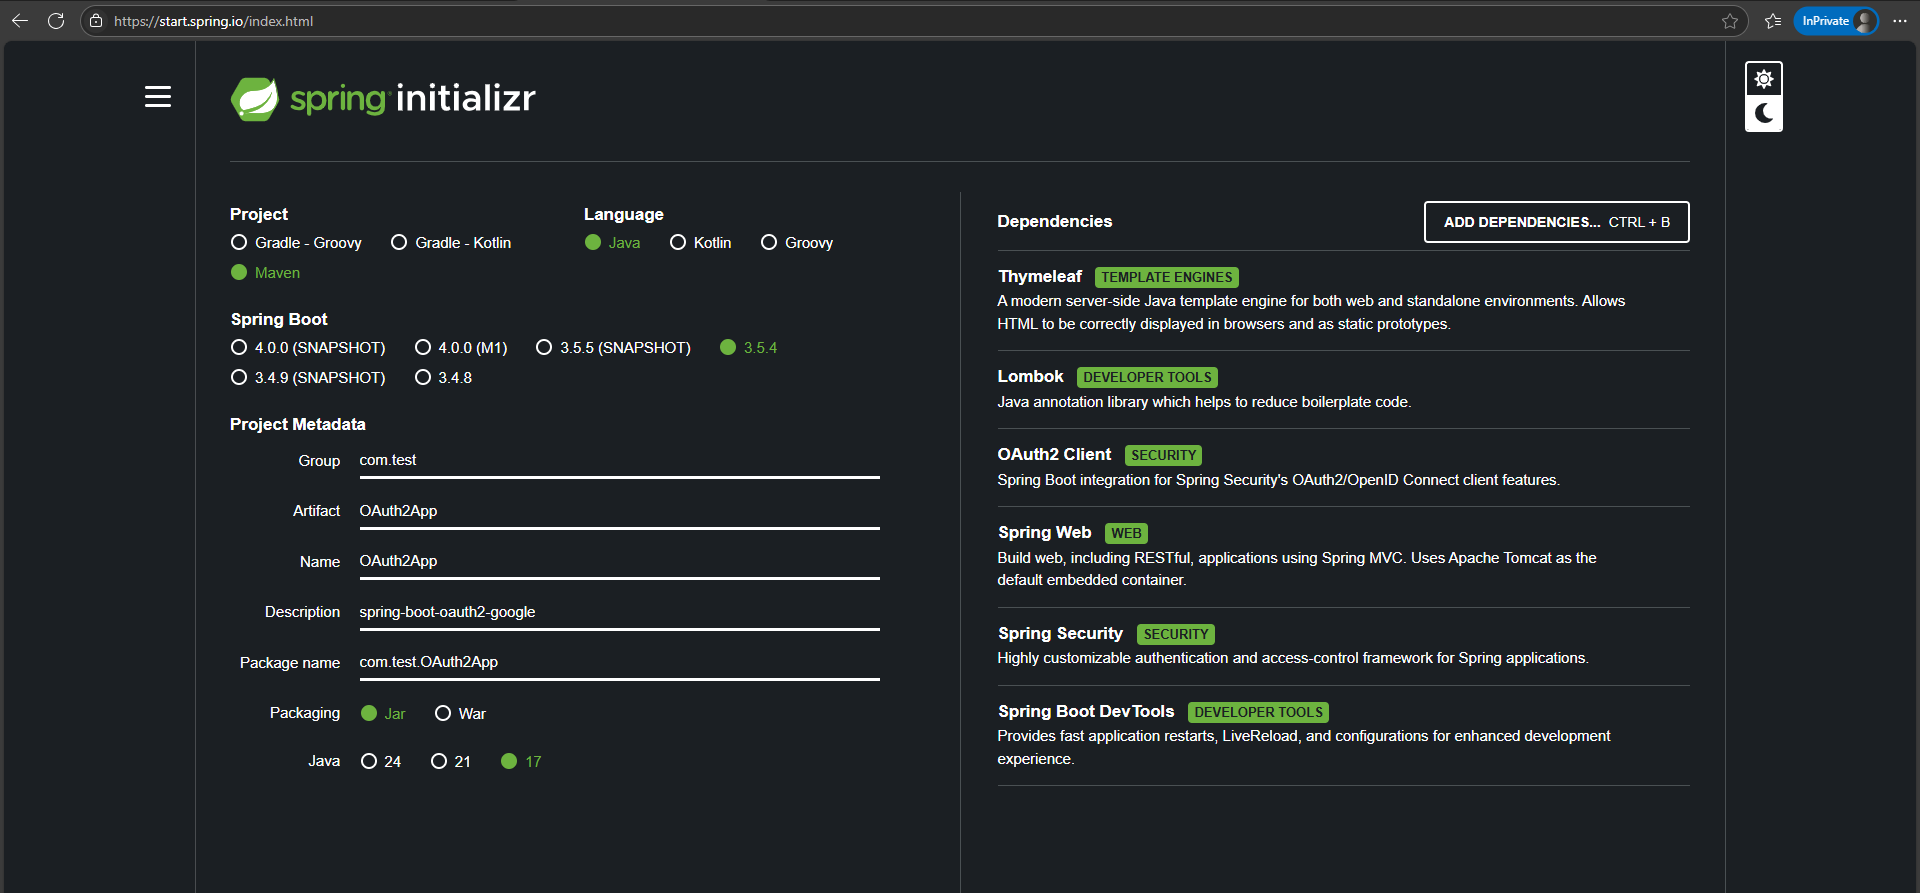 https://start.spring.io/index.html
InPrivate
spring initializr
Project
Gradle - Groovy Gradle - Kotlin
Maven
Language
Java Kotlin Groovy
Spring Boot
4.0.0 (SNAPSHOT) 4.0.0 (M1) 3.5.5 (SNAPSHOT) 3.5.4
3.4.9 (SNAPSHOT) 3.4.8
Project Metadata
Group com.test
Artifact OAuth2App
Name OAuth2App
Description spring-boot-oauth2-google
Package name com.test.OAuth2App
Packaging Jar War
Java 24 21 17
Dependencies
ADD DEPENDENCIES... CTRL + B
Thymeleaf TEMPLATE ENGINES
A modern server-side Java template engine for both web and standalone environments. Allows
HTML to be correctly displayed in browsers and as static prototypes.
Lombok DEVELOPER TOOLS
Java annotation library which helps to reduce boilerplate code.
OAuth2 Client SECURITY
Spring Boot integration for Spring Security's OAuth2/OpenID Connect client features.
Spring Web WEB
Build web, including RESTful, applications using Spring MVC. Uses Apache Tomcat as the
default embedded container.
Spring Security SECURITY
Highly customizable authentication and access-control framework for Spring applications.
Spring Boot DevTools DEVELOPER TOOLS
Provides fast application restarts, LiveReload, and configurations for enhanced development
experience.